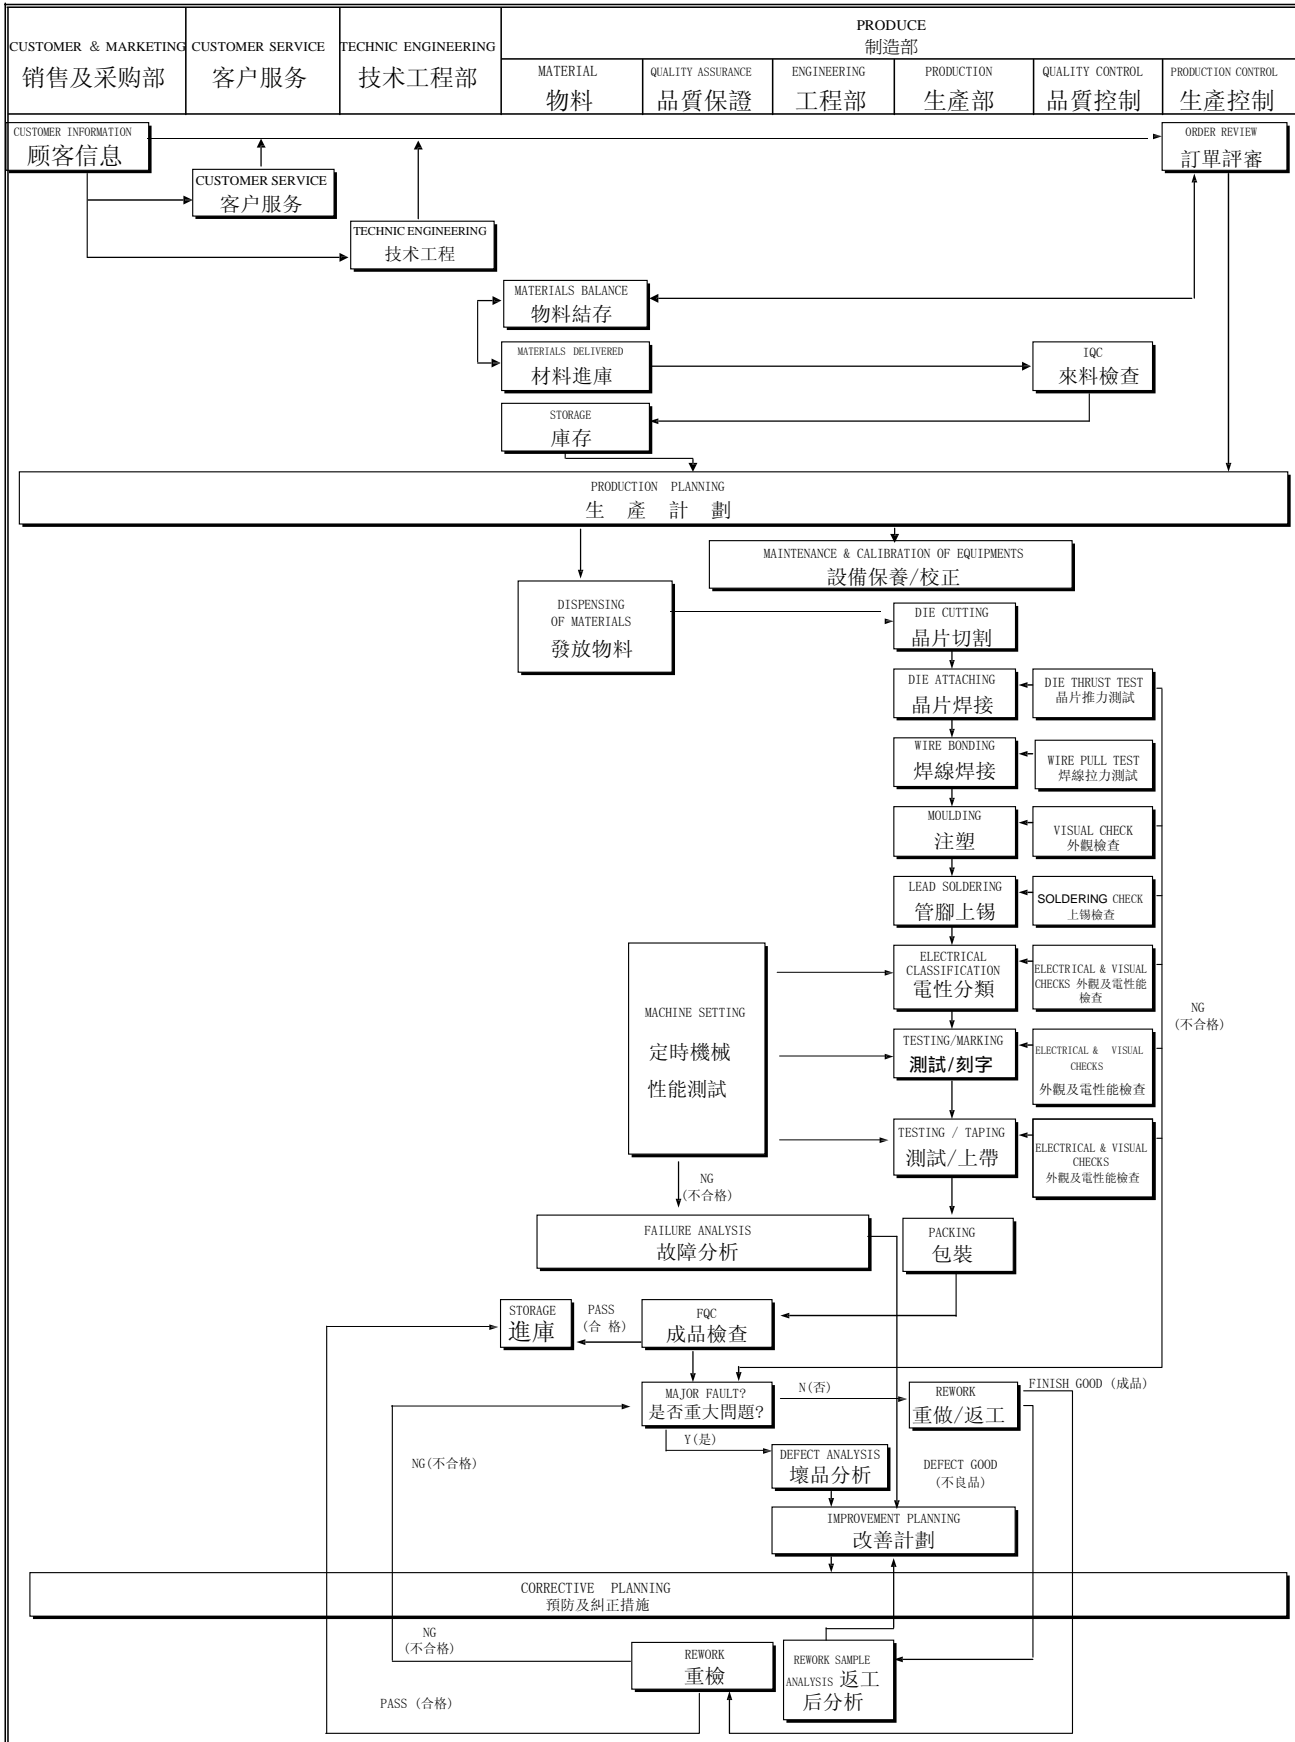 PRODUCE
制造部
CUSTOMER & MARKETING
销售及采购部
CUSTOMER SERVICE
客户服务
TECHNIC ENGINEERING
技术工程部
MATERIAL
物料
QUALITY ASSURANCE
品質保證
ENGINEERING
工程部
PRODUCTION
生產部
QUALITY CONTROL
品質控制
PRODUCTION CONTROL
生產控制
CUSTOMER INFORMATION
顾客信息
ORDER REVIEW
訂單評審
CUSTOMER SERVICE
客户服务
TECHNIC ENGINEERING
技术工程
MATERIALS BALANCE
物料結存
MATERIALS DELIVERED
材料進庫
IQC
來料檢查
STORAGE
庫存
PRODUCTION PLANNING
生 產 計 劃
MAINTENANCE & CALIBRATION OF EQUIPMENTS
設備保養/校正
DISPENSING
OF MATERIALS
發放物料
DIE CUTTING
晶片切割
DIE ATTACHING
晶片焊接
DIE THRUST TEST
晶片推力測試
WIRE BONDING
焊線焊接
WIRE PULL TEST
焊線拉力測試
MOULDING
注塑
VISUAL CHECK
外觀檢查
LEAD SOLDERING
管腳上锡
SOLDERING CHECK
上锡檢查
ELECTRICAL
CLASSIFICATION
電性分類
ELECTRICAL & VISUAL
CHECKS 外觀及電性能
檢查
NG
(不合格)
MACHINE SETTING
定時機械
性能測試
TESTING/MARKING
測試/刻字
ELECTRICAL & VISUAL
CHECKS
外觀及電性能檢查
TESTING / TAPING
測試/上帶
ELECTRICAL & VISUAL
CHECKS
外觀及電性能檢查
NG
(不合格)
FAILURE ANALYSIS
故障分析
PACKING
包裝
STORAGE
進庫
PASS
(合 格)
FQC
成品檢查
MAJOR FAULT?
是否重大問題?
N(否)
REWORK
重做/返工
FINISH GOOD (成品)
Y(是)
NG(不合格)
DEFECT ANALYSIS
壞品分析
DEFECT GOOD
(不良品)
IMPROVEMENT PLANNING
改善計劃
CORRECTIVE PLANNING
預防及糾正措施
NG
(不合格)
REWORK
重檢
REWORK SAMPLE
ANALYSIS 返工
后分析
PASS (合格)